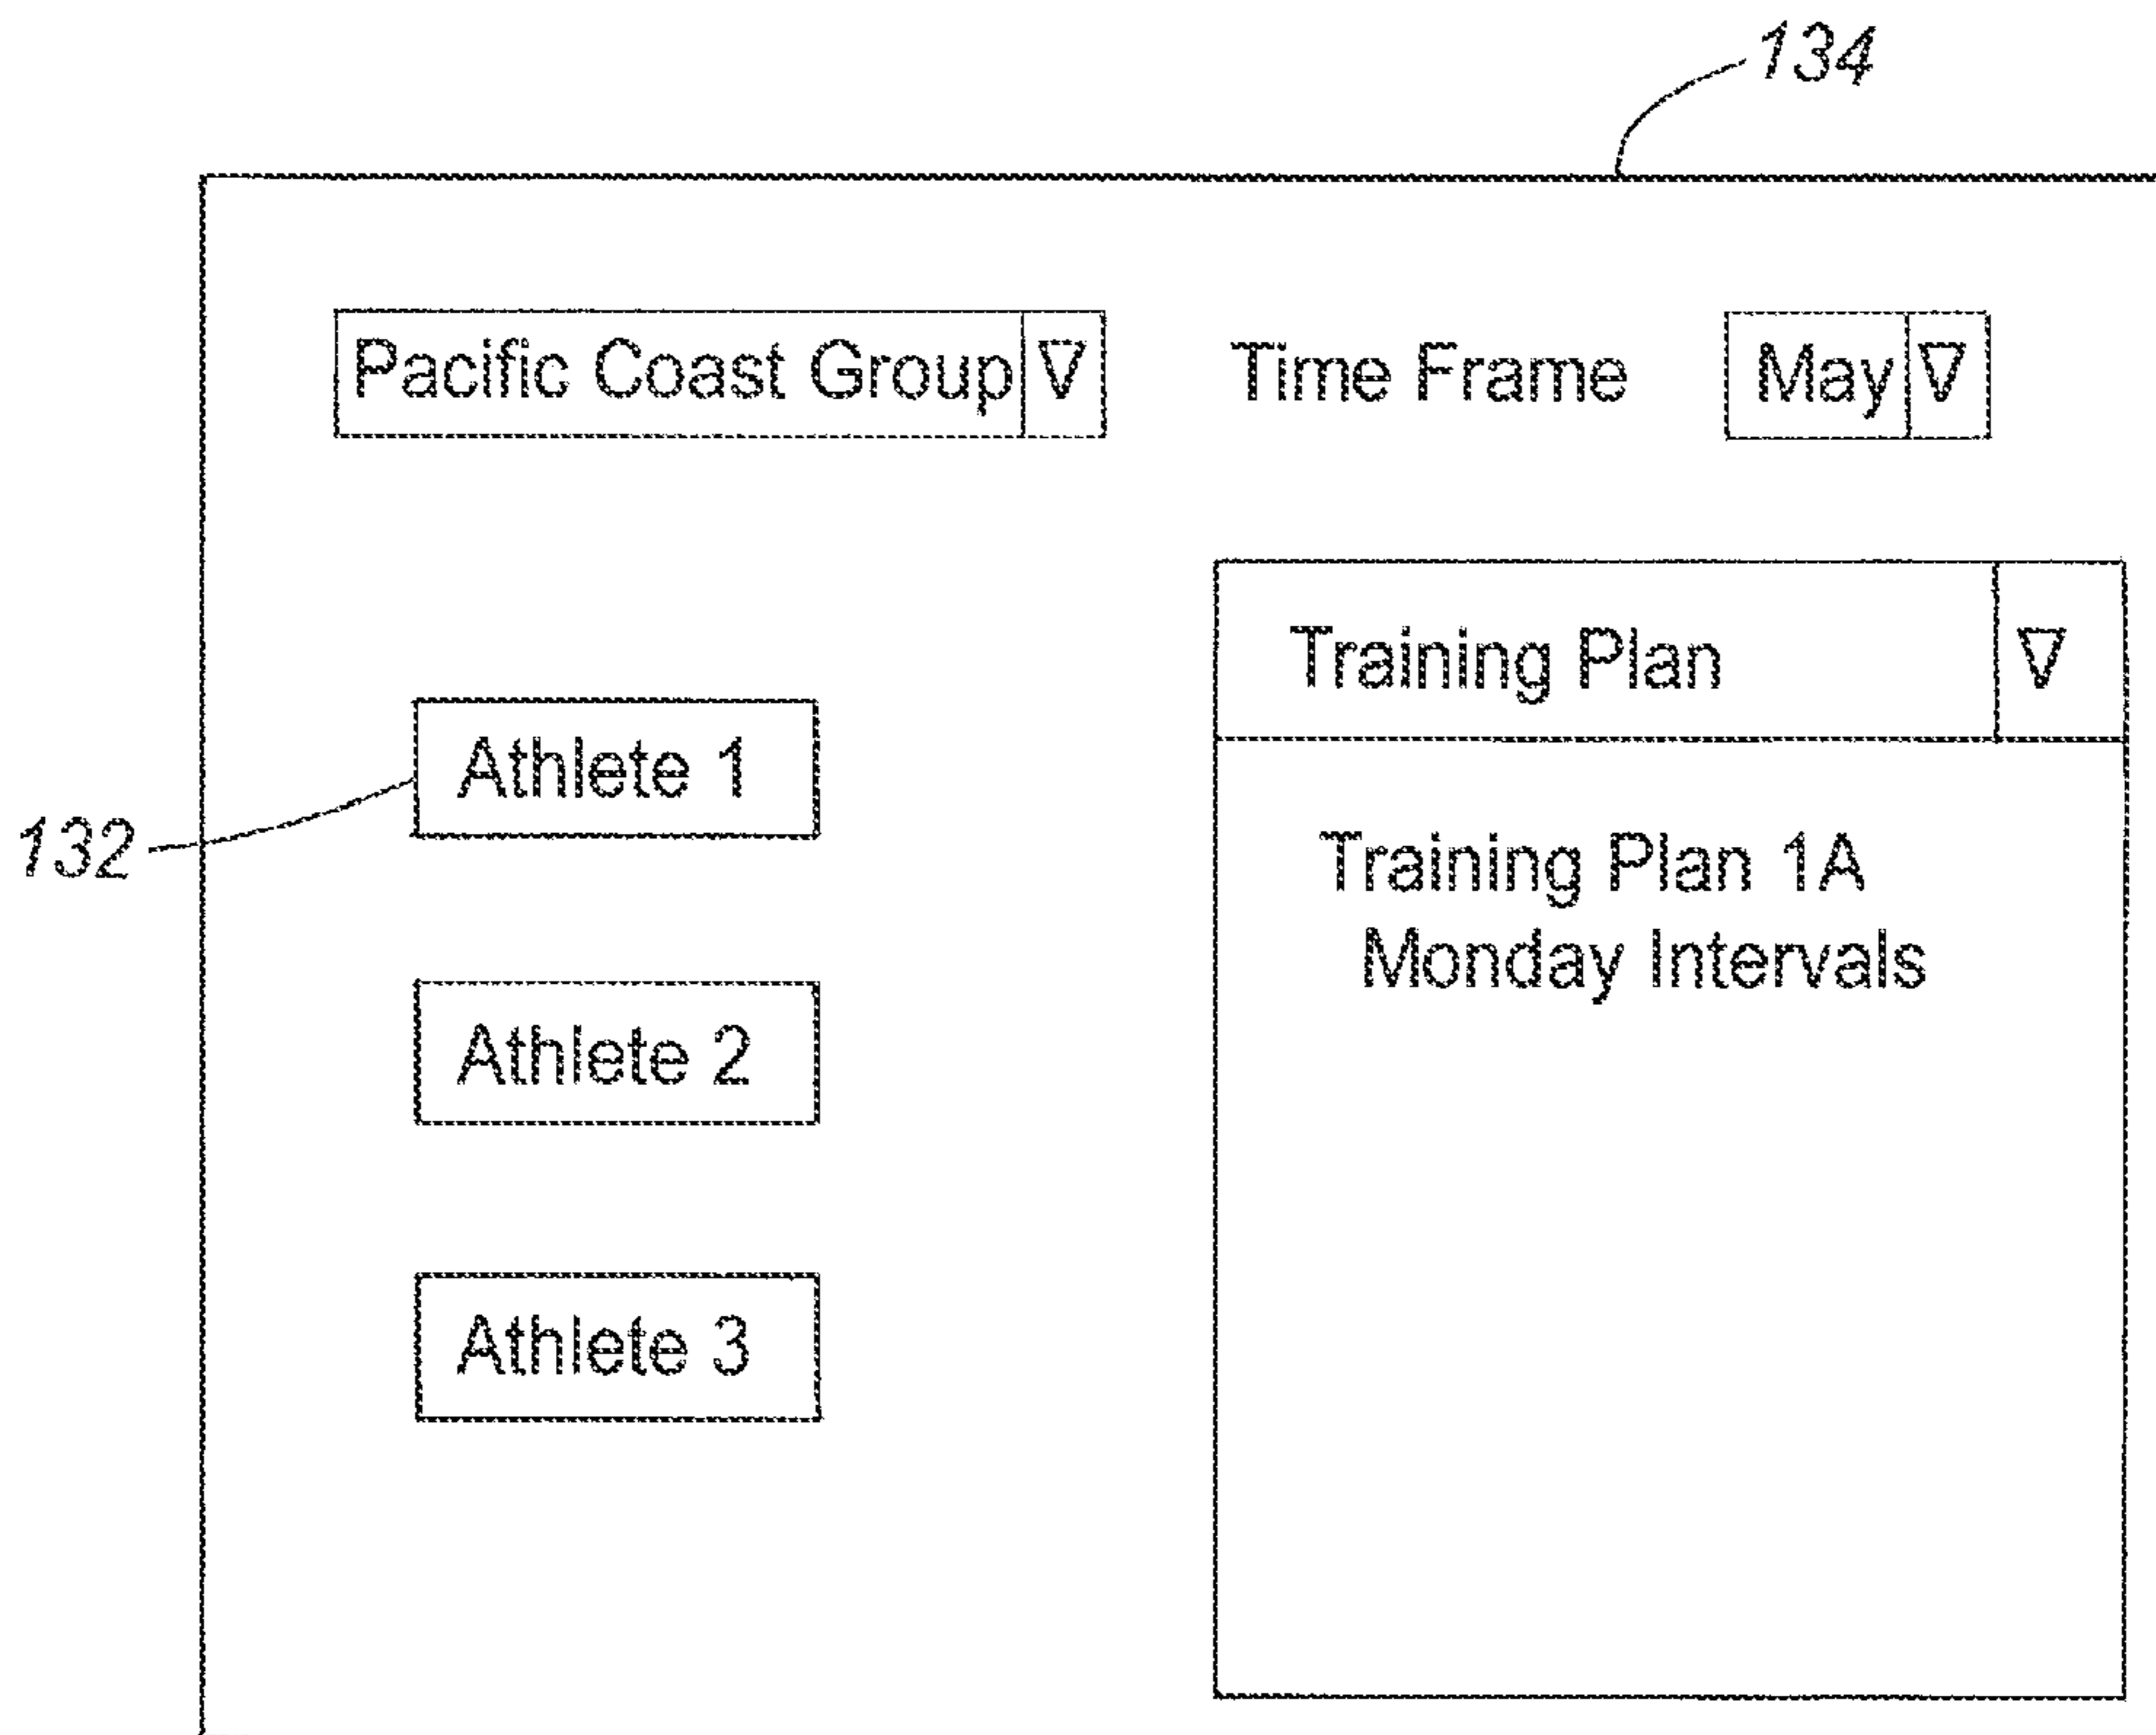 134
Pacific Coast Group
Time Frame
May
Training Plan
Athlete 1
132
Training Plan 1A
Monday Intervals
Athlete 2
Athlete 3